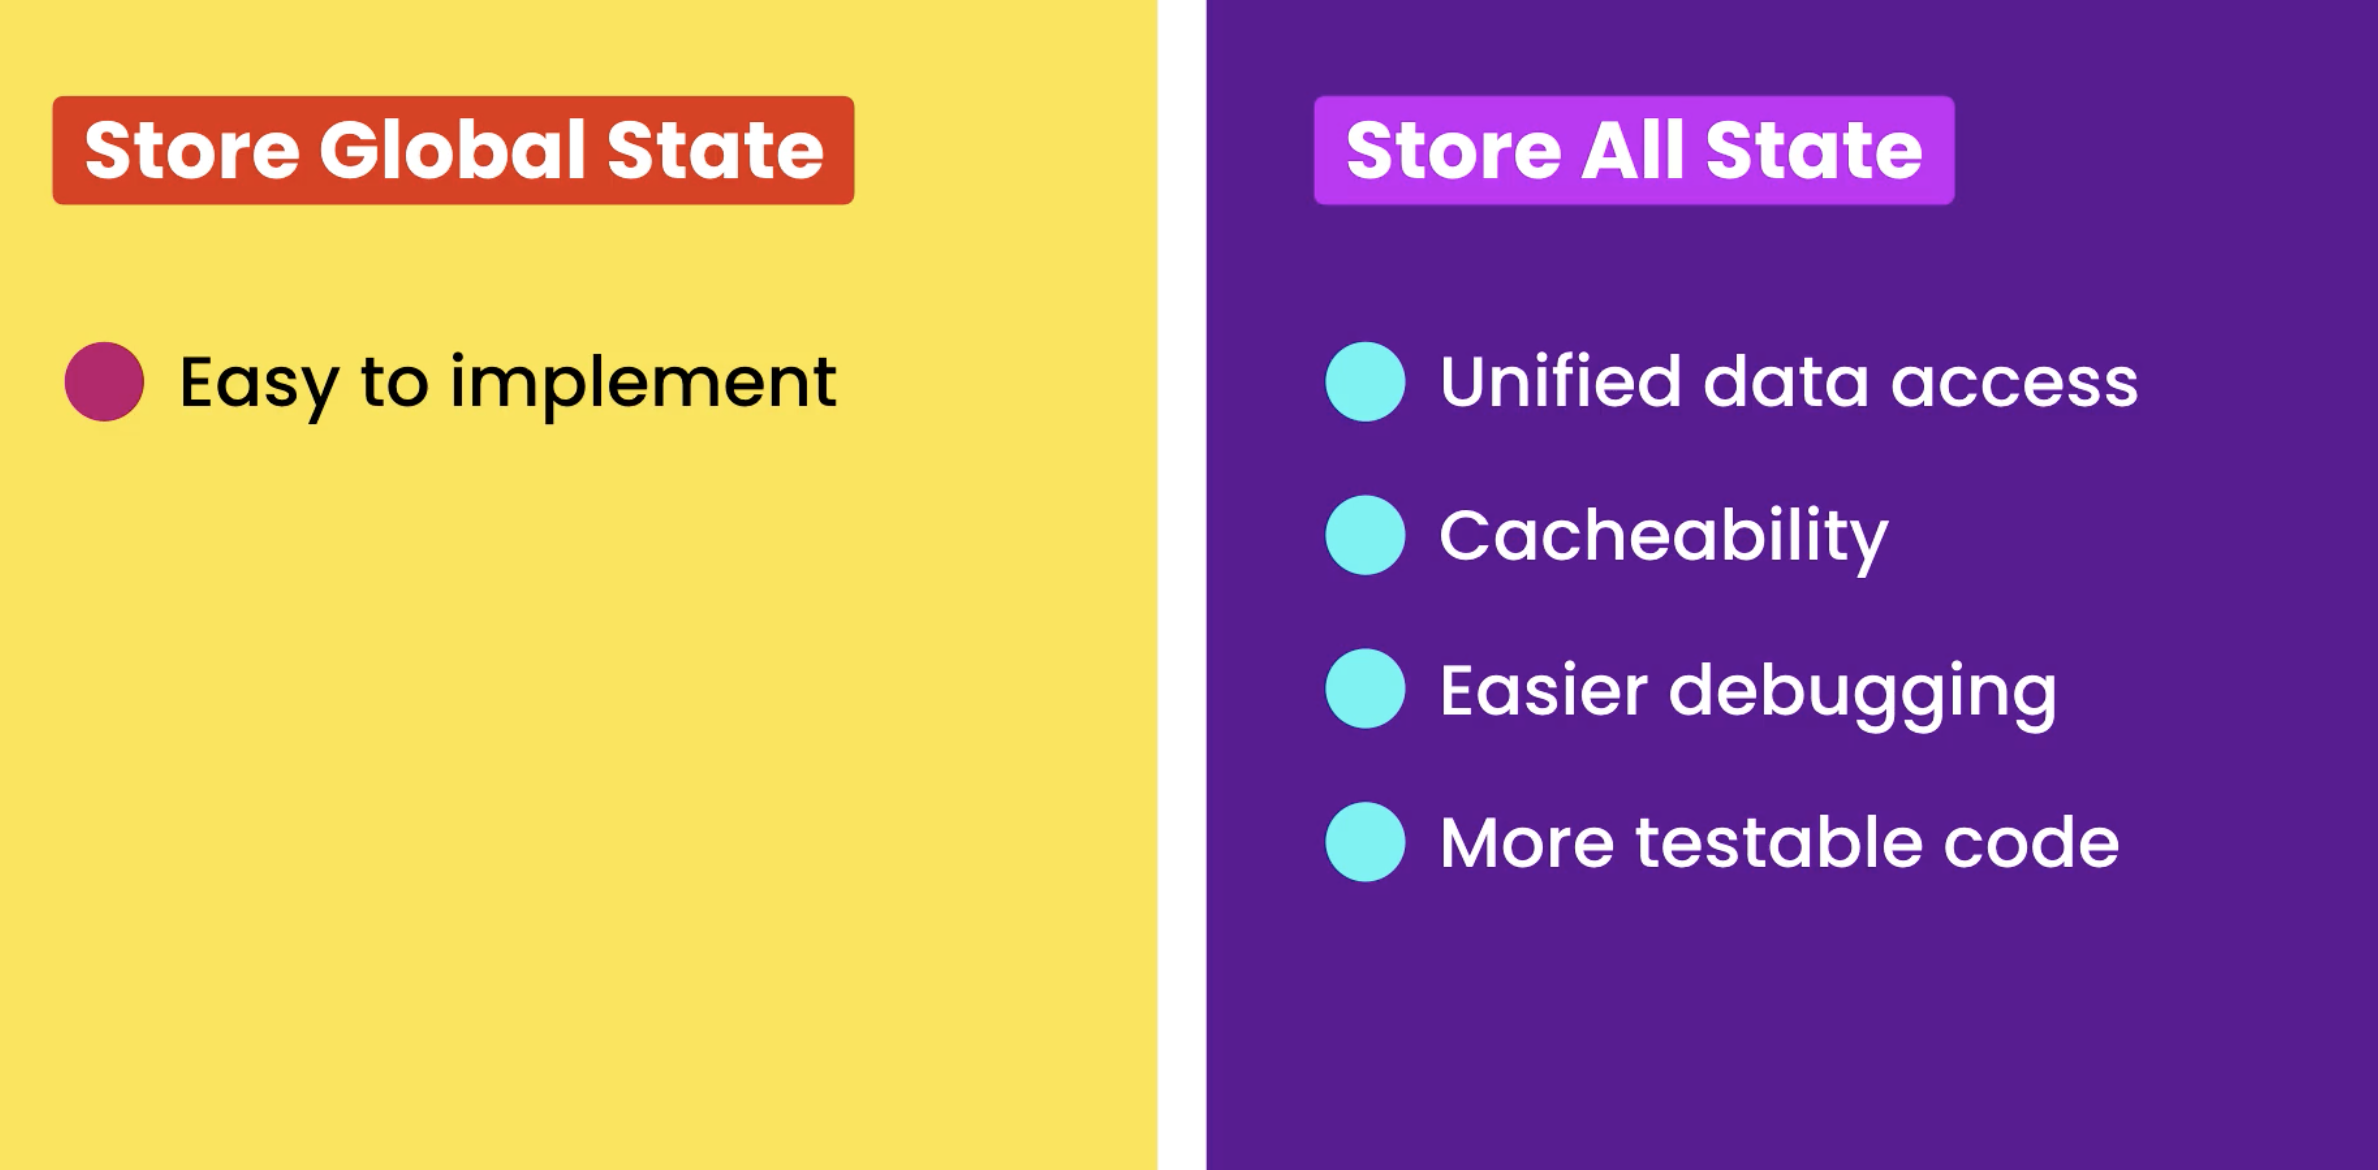 Store Global State
Easy to implement
Store All State
Unified data access
Cacheability
Easier debugging
More testable code